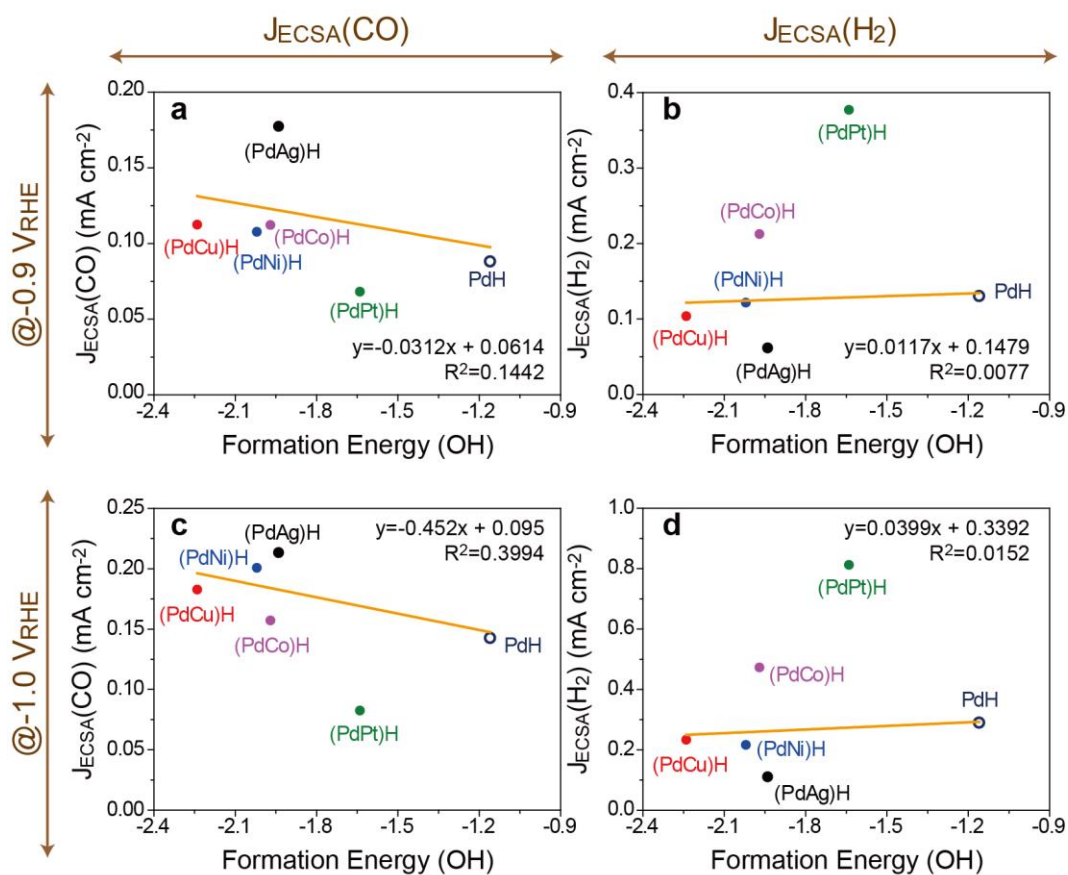 JECSA(CO)
JECSA(H2)
@-0.9 VRHE
@-1.0 VRHE
a
JECSA(CO) (mA cm-2)
0.20
0.15
0.10
0.05
0.00
(PdAg)H
(PdCu)H
(PdNi)H
(PdCo)H
(PdPt)H
PdH
y=-0.0312x + 0.0614
R2=0.1442
-2.4 -2.1 -1.8 -1.5 -1.2 -0.9
Formation Energy (OH)
b
JECSA(H2) (mA cm-2)
0.4
0.3
0.2
0.1
0.0
(PdPt)H
(PdCo)H
(PdNi)H
PdH
(PdCu)H
(PdAg)H
y=0.0117x + 0.1479
R2=0.0077
-2.4 -2.1 -1.8 -1.5 -1.2 -0.9
Formation Energy (OH)
c
JECSA(CO) (mA cm-2)
0.25
0.20
0.15
0.10
0.05
0.00
y=-0.452x + 0.095
R2=0.3994
(PdAg)H
(PdNi)H
(PdCu)H
(PdCo)H
PdH
(PdPt)H
-2.4 -2.1 -1.8 -1.5 -1.2 -0.9
Formation Energy (OH)
d
JECSA(H2) (mA cm-2)
1.0
0.8
0.6
0.4
0.2
0.0
y=0.0399x + 0.3392
R2=0.0152
(PdPt)H
(PdCo)H
PdH
(PdCu)H
(PdNi)H
(PdAg)H
-2.4 -2.1 -1.8 -1.5 -1.2 -0.9
Formation Energy (OH)